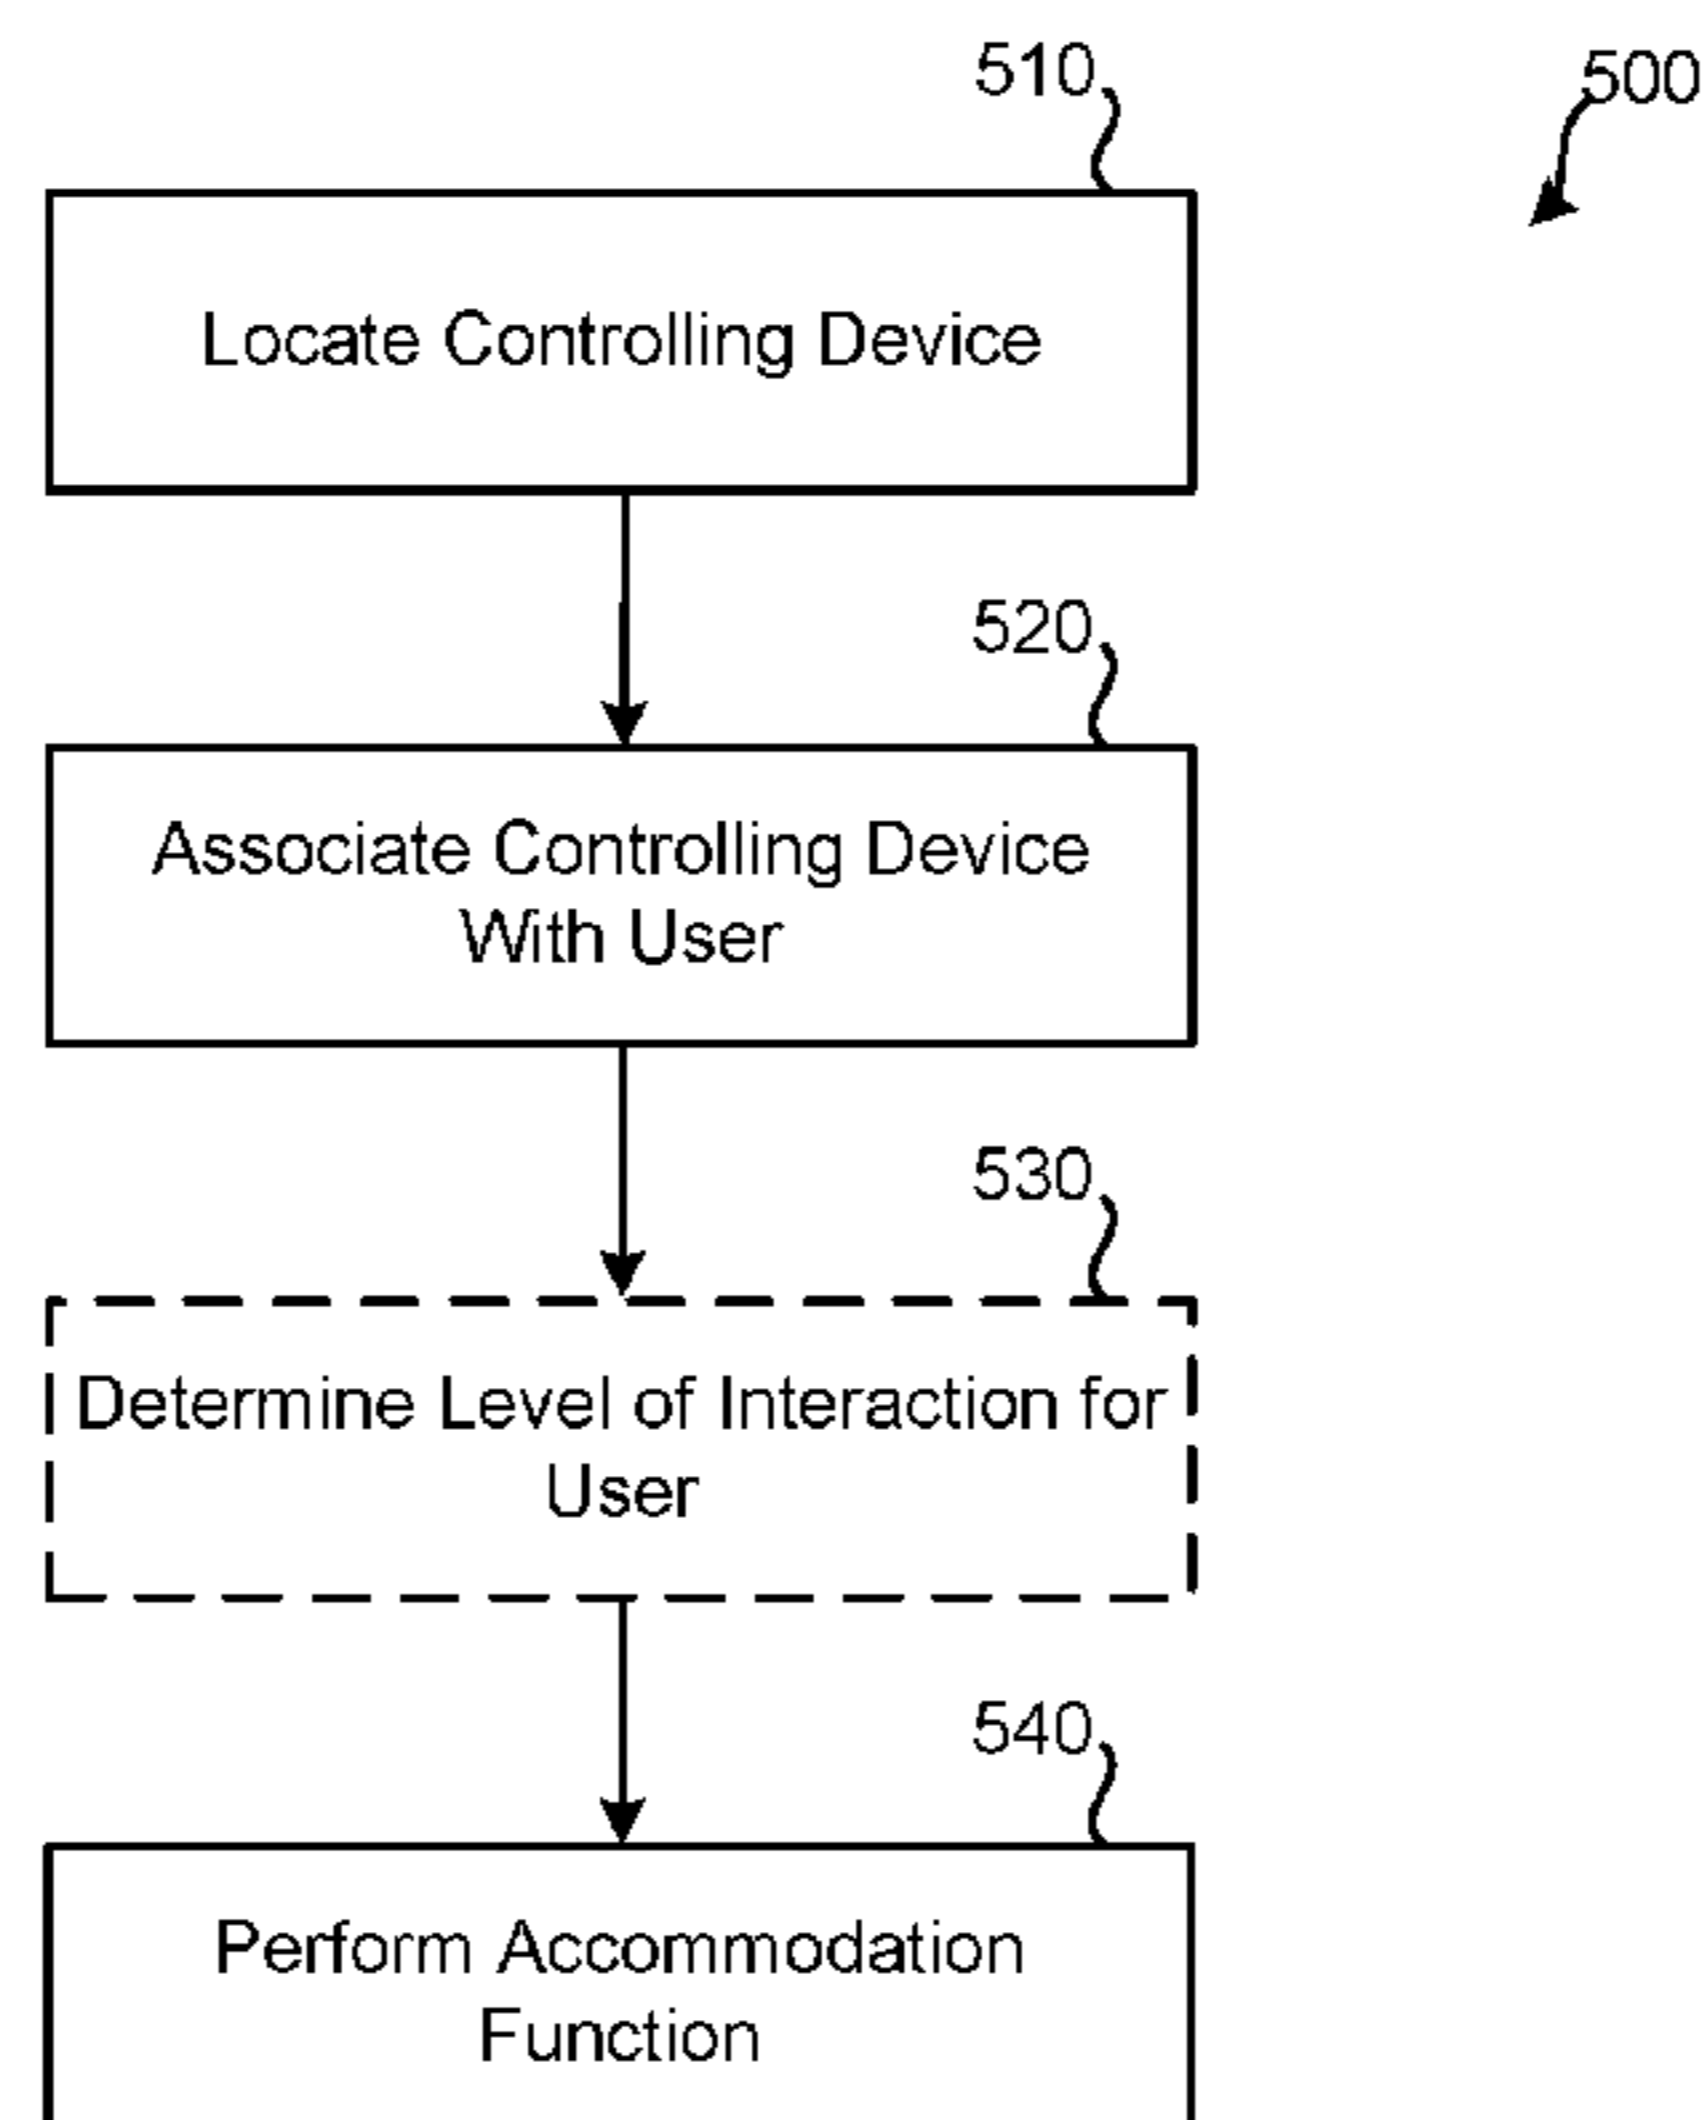 510
500
Locate Controlling Device
520
Associate Controlling Device
With User
530
Determine Level of Interaction for
User
540
Perform Accommodation
Function